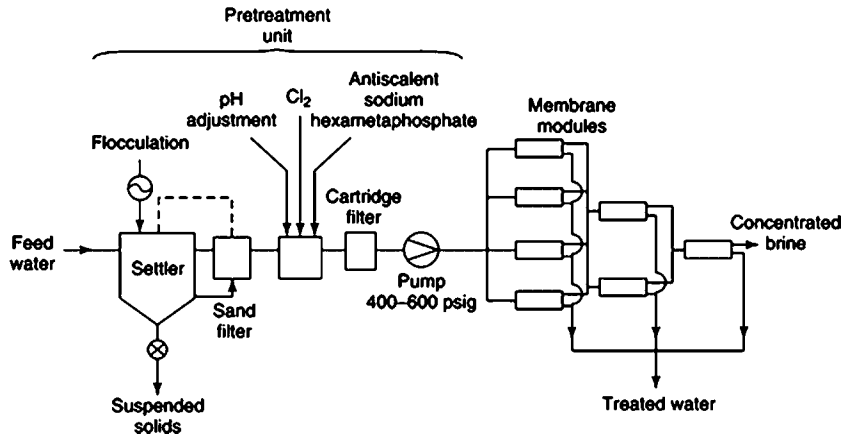 Pretreatment
unit
Antiscalent
sodium
hexametaphosphate
Cl₂
pH
adjustment
Membrane
modules
Flocculation
Cartridge
filter
Feed
water
Settler
Sand
filter
Pump
400–600 psig
Concentrated
brine
Suspended
solids
Treated water